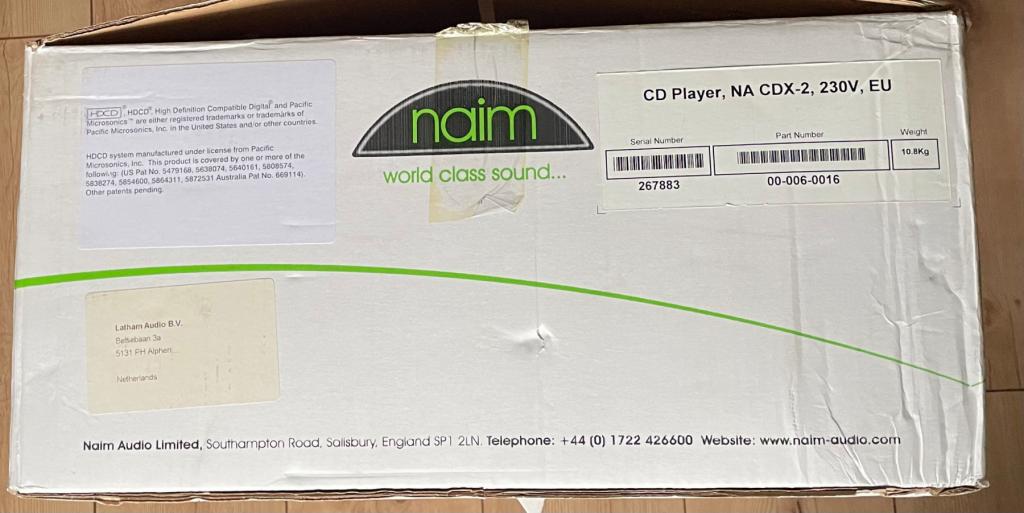 HDCD® , HDCD®, High Definition Compatible Digital® and Pacific
Microsonics™ are either registered trademarks or trademarks of
Pacific Microsonics, Inc. in the United States and/or other countries.
HDCD system manufactured under license from Pacific
Microsonics, Inc. This product is covered by one or more of the
following: (US Pat No. 5479168, 5638074, 5640161, 5808574,
5838274, 5854600, 5864311, 5872531 Australia Pat No. 669114).
Other patents pending.
naim
world class sound...
CD Player, NA CDX-2, 230V, EU
Serial Number
267883
Part Number
00-006-0016
Weight
10.8Kg
Latham Audio B.V.
Belsebaan 3a
5131 PH Alphen
Netherlands
Naim Audio Limited, Southampton Road, Salisbury, England SP1 2LN. Telephone: +44 (0) 1722 426600 Website: www.naim-audio.com